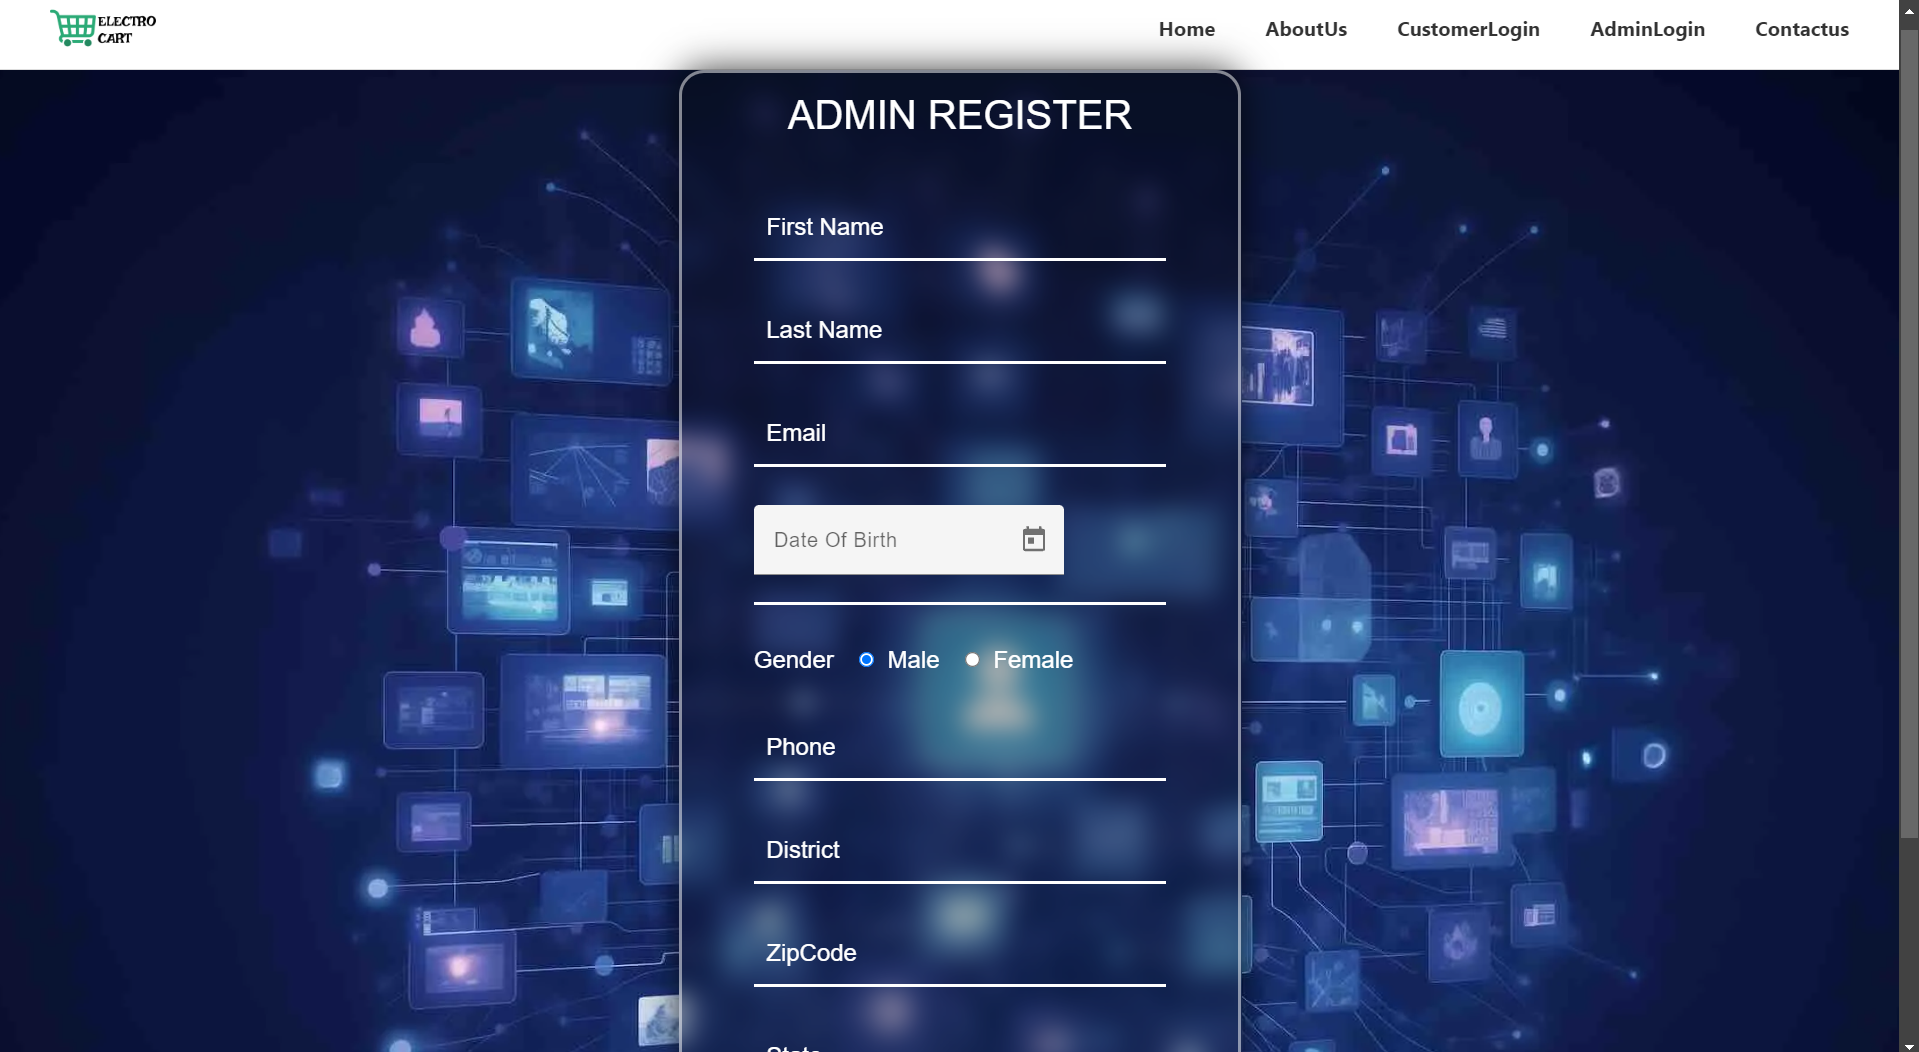 ELECTRO
CART
Home AboutUs CustomerLogin AdminLogin Contactus
ADMIN REGISTER
First Name
Last Name
Email
Date Of Birth
Gender Male Female
Phone
District
ZipCode
State